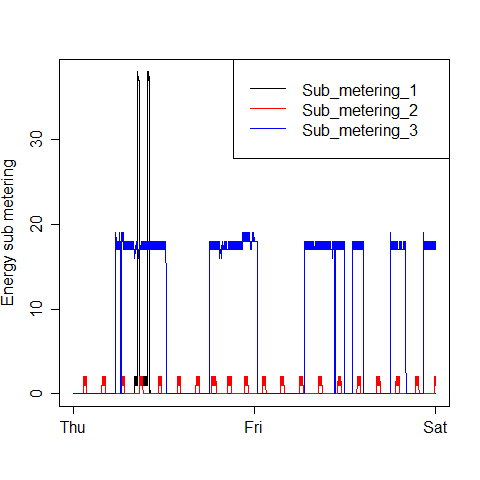 Sub_metering_1
Sub_metering_2
Sub_metering_3
Energy sub metering
30
20
10
0
Thu Fri Sat